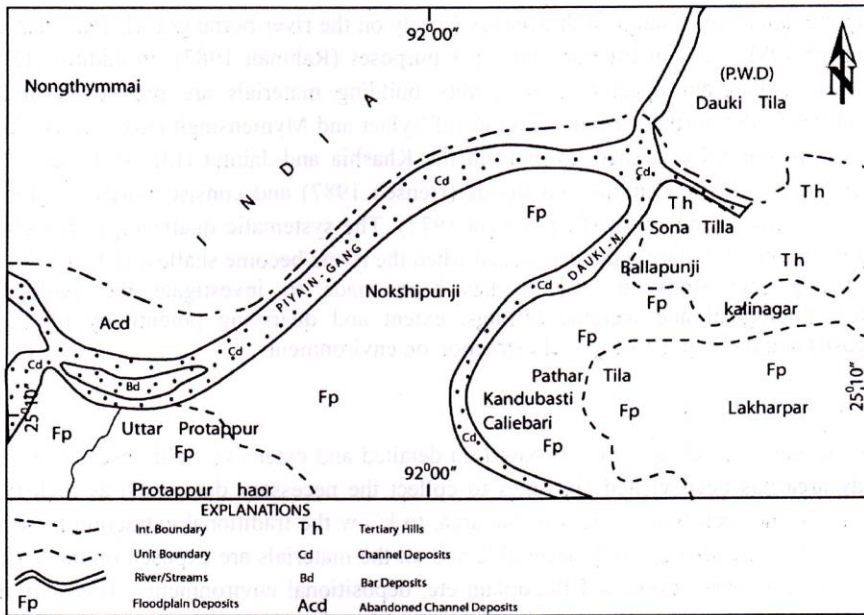 92°00"
Nongthymmai
INDIA
(P.W.D)
Dauki Tila
N
Cd
Cd
Th
Th
Fp
Sona Tilla
PIYAIN-GANG
DAUKI-N.
Nokshipunji
Ballapunji
Th
Cd
Fp
Kalinagar
Acd
Cd
Cd
Bd
Fp
Pathar Tila
Fp
25°10"
Fp
Fp
Kandubasti
Fp
Lakharpar
25°10"
Uttar Protappur
Caliebari
Fp
Cd
Fp
92°00"
Protappur haor
EXPLANATIONS
Int. Boundary
Th Tertiary Hills
Unit Boundary
Cd Channel Deposits
River/Streams
Bd Bar Deposits
Fp Floodplain Deposits
Acd Abandoned Channel Deposits